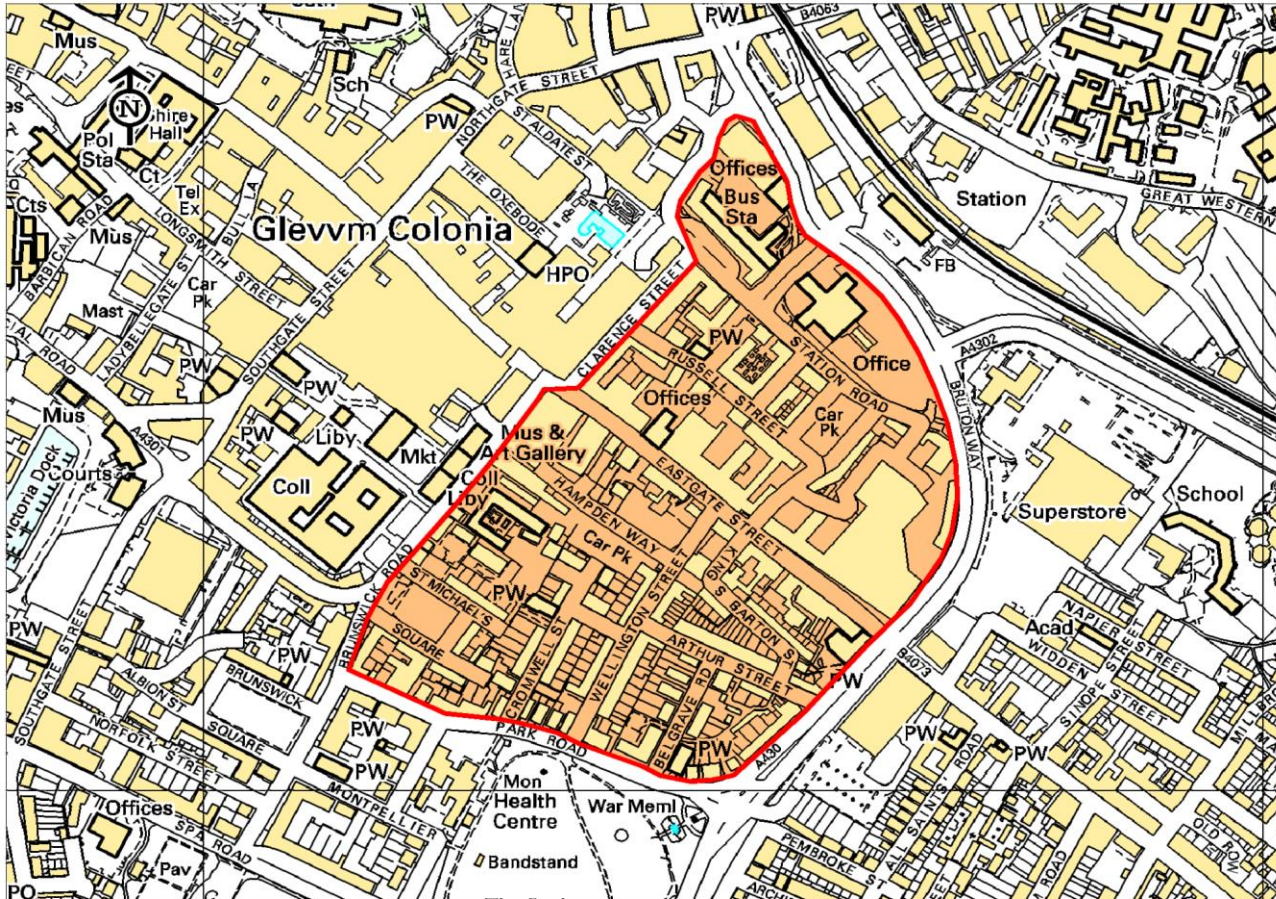 Mus
Sch
PW
B4063
HARE LA
NORTHGATE STREET
PW
ST ALDATE ST
N
Shire
Hall
Pol
Sta
Ct
Tel
Ex
BULL LA
THE OXEBODE
Offices
Bus
Sta
Station
GREAT WESTERN
Cts
BARBICAN ROAD
Mus
LONGSMITH STREET
Glevvm Colonia
HPO
FB
Car
Pk
LADYBELLEGATE ST
Mast
SOUTHGATE STREET
CLARENCE STREET
A4302
PW
RUSSELL STREET
STATION ROAD
Office
BRUTON WAY
PW
PW
Mus
A4301
Victoria Dock
Courts
PW
Liby
Coll
Mkt
Mus &
Art Gallery
Coll
Liby
Offices
Car
Pk
EASTGATE STREET
HAMPDEN WAY
Car Pk
Superstore
School
BRUNSWICK ROAD
ST MICHAEL'S
SQUARE
PW
CROMWELL ST
WELLINGTON STREET
KING
S BARTON ST
ARTHUR STREET
BELGRAVE RD
PW
PW
PW
SOUTHGATE STREET
ALBION ST
BRUNSWICK
SQUARE
PW
NORFOLK STREET
PW
PW
MONTPELLIER
PARK ROAD
A430
B4073
Acad
NAPIER STREET
WIDDEN STREET
SINOPE STREET
PW
PW
Offices
SPA
ROAD
Pav
PO
Mon
Health
Centre
War Meml
Bandstand
PEMBROKE ST
ALL SAINTS ROAD
OLD ROW